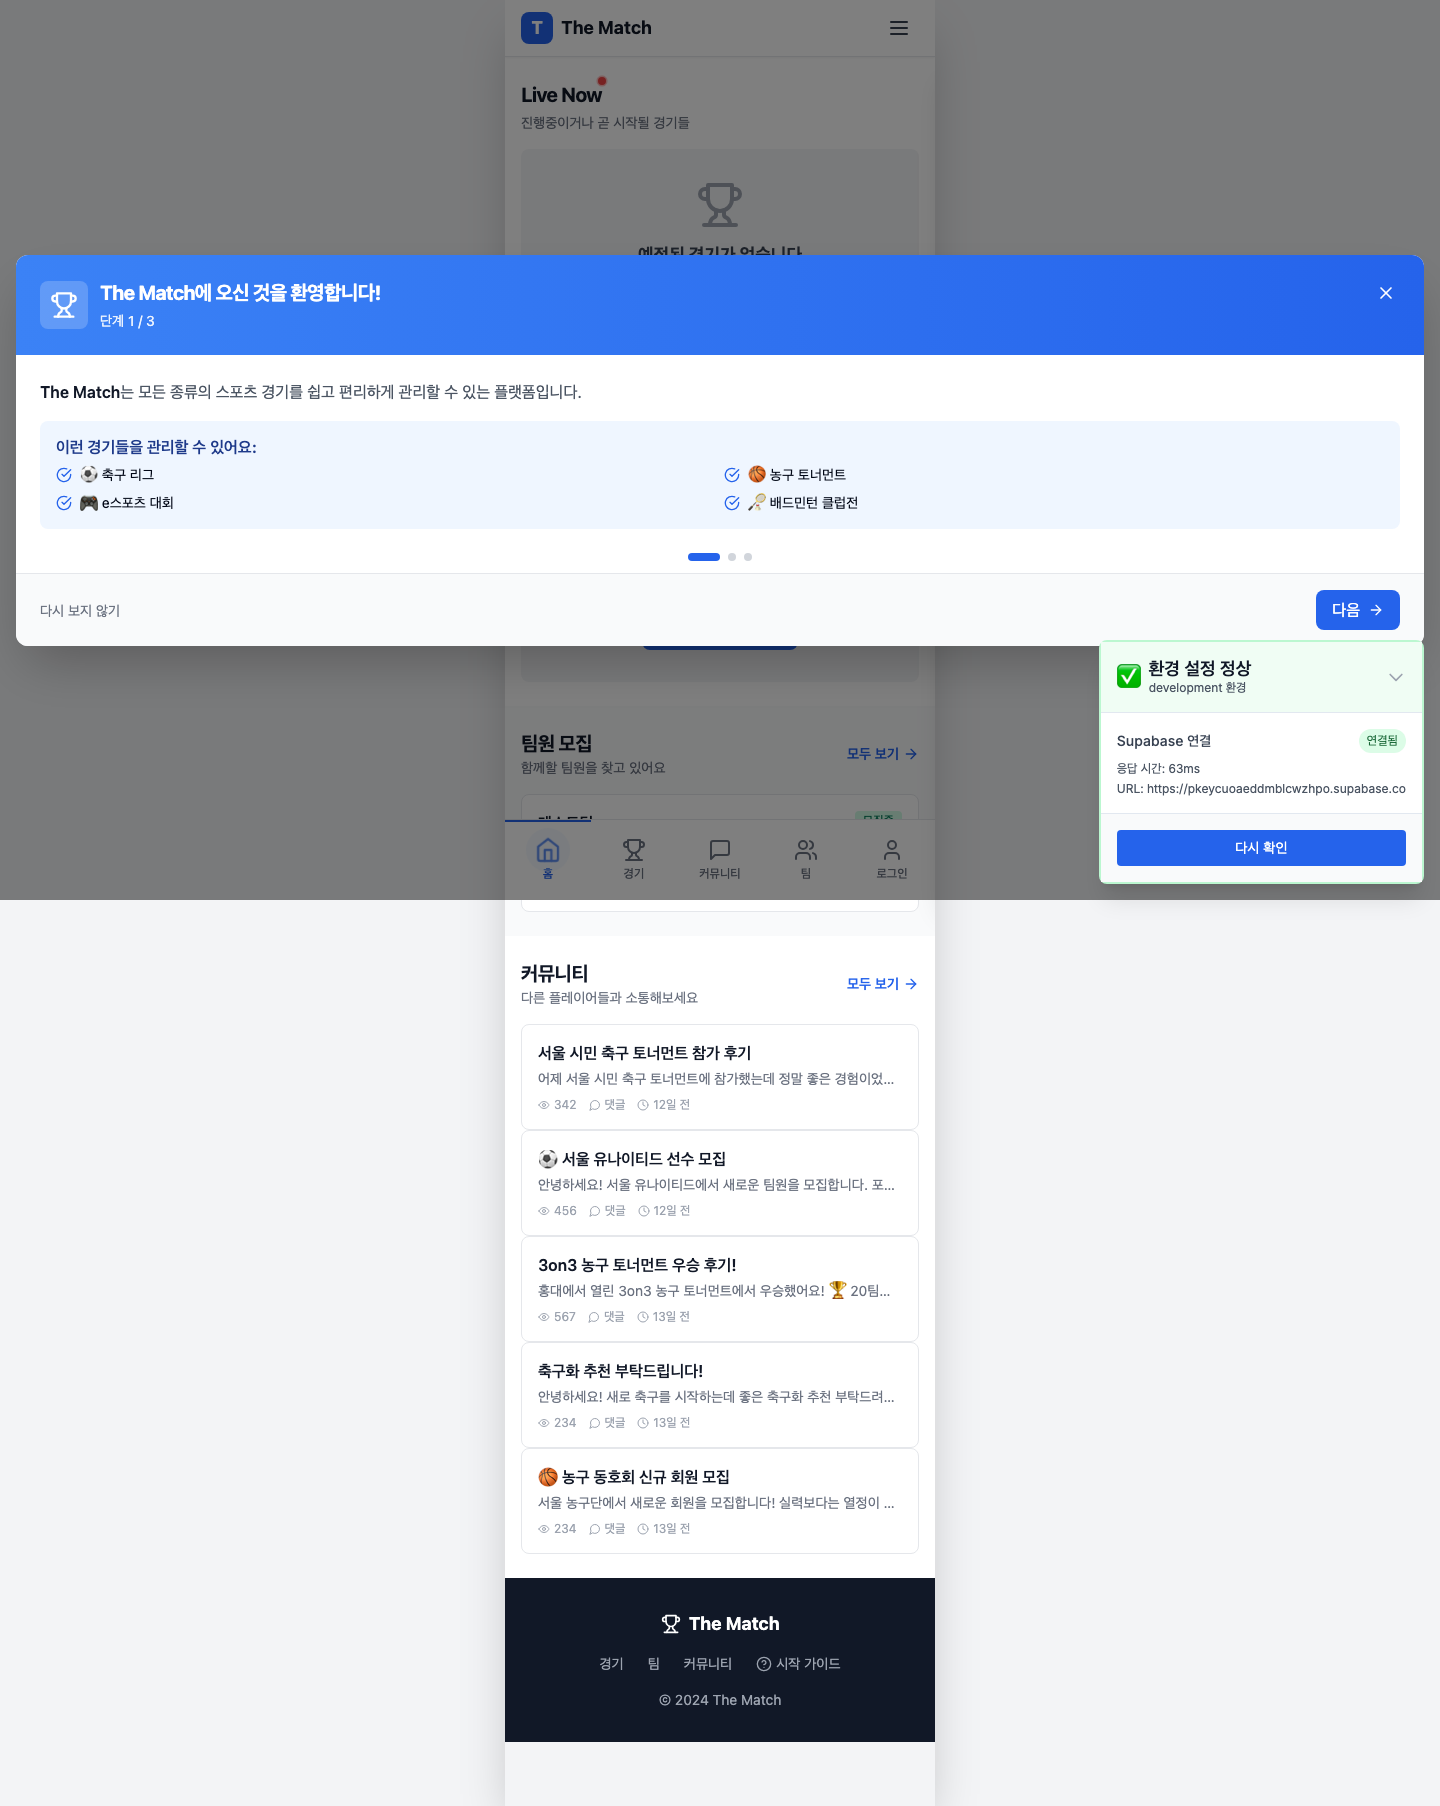 T The Match
Live Now
진행중이거나 곧 시작될 경기들
예정된 경기가 없습니다
The Match에 오신 것을 환영합니다!
단계 1 / 3
The Match는 모든 종류의 스포츠 경기를 쉽고 편리하게 관리할 수 있는 플랫폼입니다.
이런 경기들을 관리할 수 있어요:
⚽ 축구 리그
🏀 농구 토너먼트
🎮 e스포츠 대회
🏸 배드민턴 클럽전
다시 보지 않기
다음
환경 설정 정상
development 환경
Supabase 연결
연결됨
응답 시간: 63ms
URL: https://pkeycuoaeddmblcwzhpo.supabase.co
다시 확인
팀원 모집
모두 보기
함께할 팀원을 찾고 있어요
홈
경기
커뮤니티
팀
로그인
커뮤니티
모두 보기
다른 플레이어들과 소통해보세요
서울 시민 축구 토너먼트 참가 후기
어제 서울 시민 축구 토너먼트에 참가했는데 정말 좋은 경험이었...
342 댓글 12일 전
⚽ 서울 유나이티드 선수 모집
안녕하세요! 서울 유나이티드에서 새로운 팀원을 모집합니다. 포...
456 댓글 12일 전
3on3 농구 토너먼트 우승 후기!
홍대에서 열린 3on3 농구 토너먼트에서 우승했어요! 🏆 20팀...
567 댓글 13일 전
축구화 추천 부탁드립니다!
안녕하세요! 새로 축구를 시작하는데 좋은 축구화 추천 부탁드려...
234 댓글 13일 전
🏀 농구 동호회 신규 회원 모집
서울 농구단에서 새로운 회원을 모집합니다! 실력보다는 열정이 ...
234 댓글 13일 전
The Match
경기 팀 커뮤니티 시작 가이드
© 2024 The Match